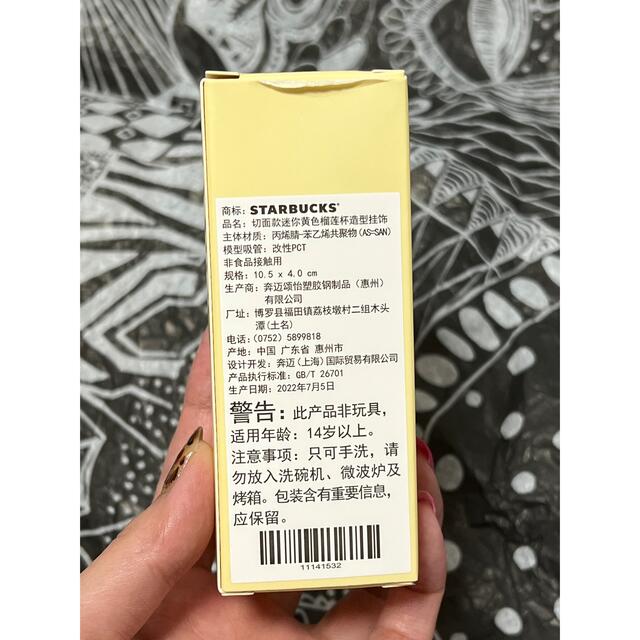 商标: STARBUCKS®
品名: 切面款迷你黄色榴莲杯造型挂饰
主体材质: 丙烯腈-苯乙烯共聚物(AS-SAN)
模型吸管: 改性PCT
非食品接触用
规格: 10.5 x 4.0 cm
生产商: 奔迈颂怡塑胶钢制品（惠州）
有限公司
厂址: 博罗县福田镇荔枝墩村二组木头
潭(土名)
电话:(0752) 5899818
产地: 中国 广东省 惠州市
设计开发: 奔迈(上海)国际贸易有限公司
产品执行标准: GB/T 26701
生产日期: 2022年7月5日
警告: 此产品非玩具，
适用年龄: 14岁以上。
注意事项: 只可手洗，请
勿放入洗碗机、微波炉及
烤箱。包装含有重要信息，
应保留。
11141532